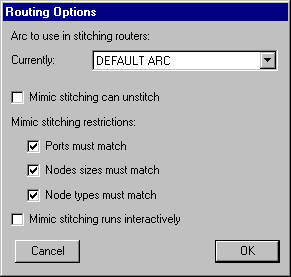 Routing Options
Arc to use in stitching routers:
Currently: DEFAULT ARC
Mimic stitching can unstitch
Mimic stitching restrictions:
Ports must match
Nodes sizes must match
Node types must match
Mimic stitching runs interactively
Cancel OK